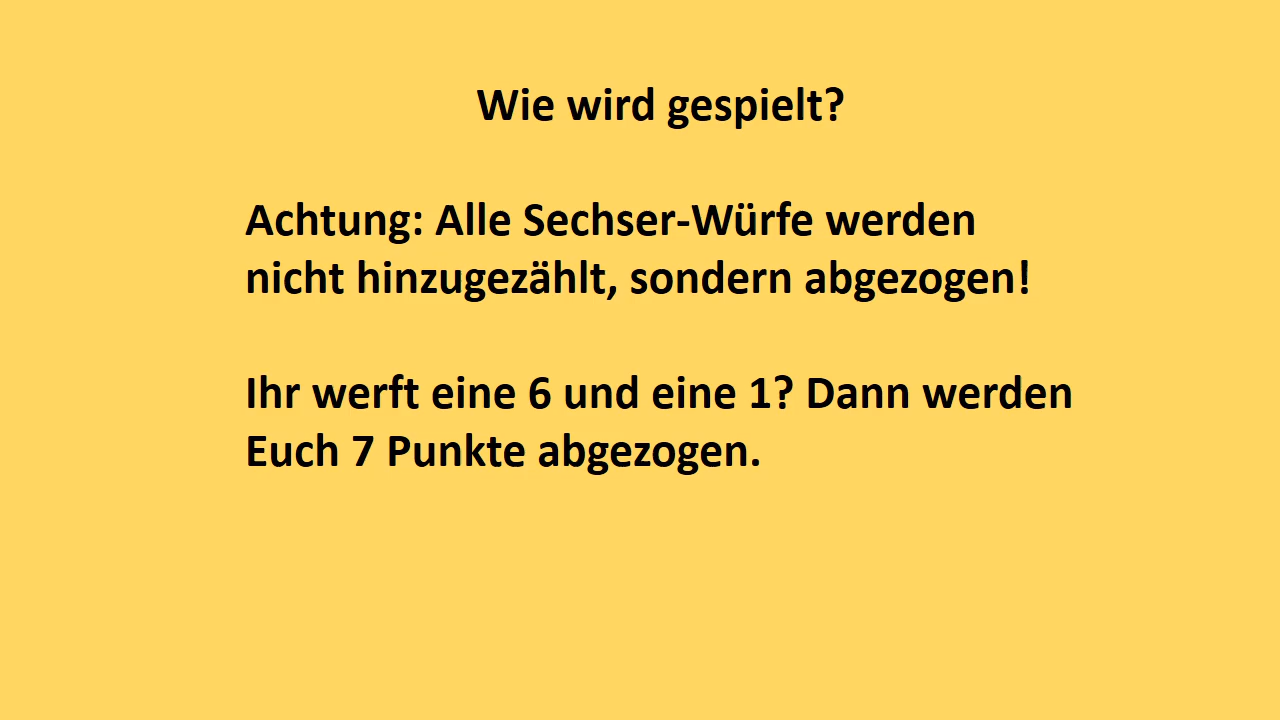 Wie wird gespielt?
Achtung: Alle Sechser-Würfe werden
nicht hinzugezählt, sondern abgezogen!
Ihr werft eine 6 und eine 1? Dann werden
Euch 7 Punkte abgezogen.